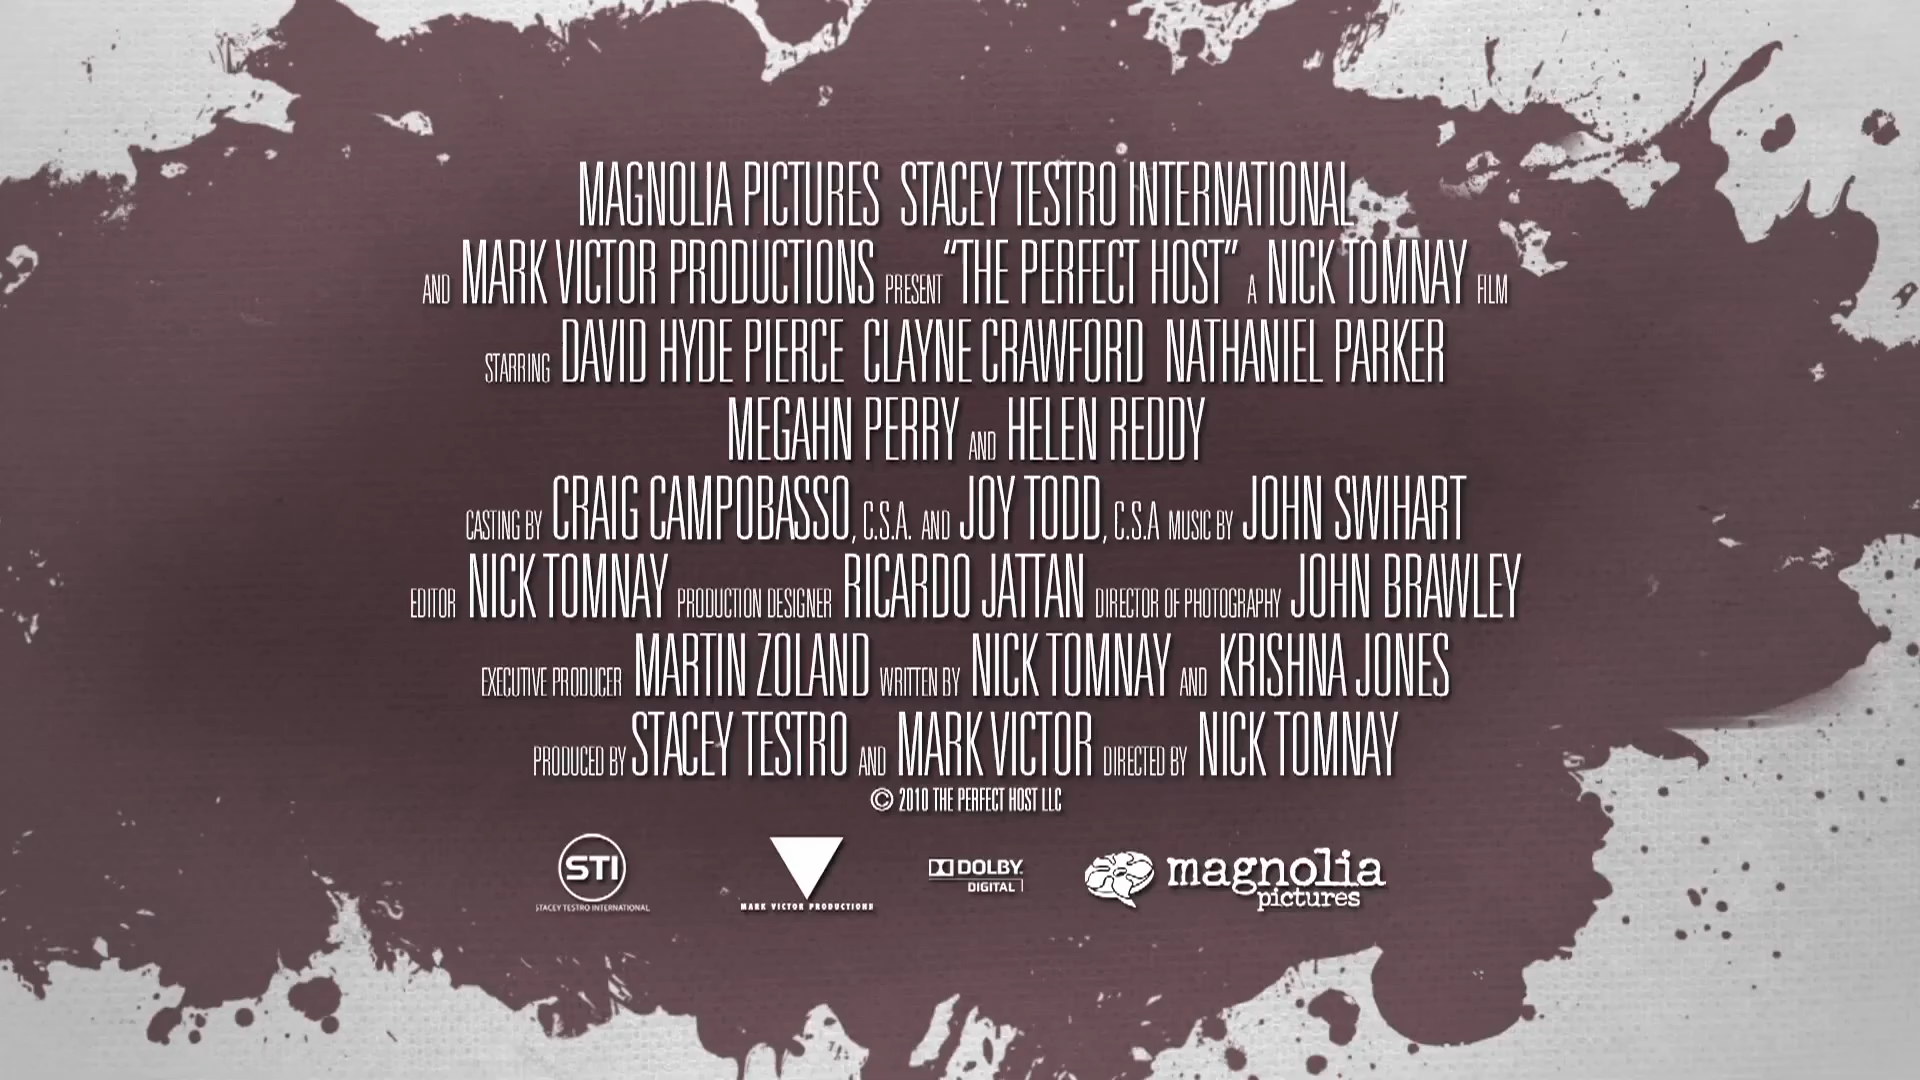 MAGNOLIA PICTURES STACEY TESTRO INTERNATIONAL
AND MARK VICTOR PRODUCTIONS PRESENT “THE PERFECT HOST” A NICK TOMNAY FILM
STARRING DAVID HYDE PIERCE CLAYNE CRAWFORD NATHANIEL PARKER
MEGAHN PERRY AND HELEN REDDY
CASTING BY CRAIG CAMPOBASSO, C.S.A. AND JOY TODD, C.S.A MUSIC BY JOHN SWIHART
EDITOR NICK TOMNAY PRODUCTION DESIGNER RICARDO JATTAN DIRECTOR OF PHOTOGRAPHY JOHN BRAWLEY
EXECUTIVE PRODUCER MARTIN ZOLAND WRITTEN BY NICK TOMNAY AND KRISHNA JONES
PRODUCED BY STACEY TESTRO AND MARK VICTOR DIRECTED BY NICK TOMNAY
© 2010 THE PERFECT HOST LLC
STI
STACEY TESTRO INTERNATIONAL
MARK VICTOR PRODUCTIONS
DOLBY
DIGITAL
magnolia
pictures